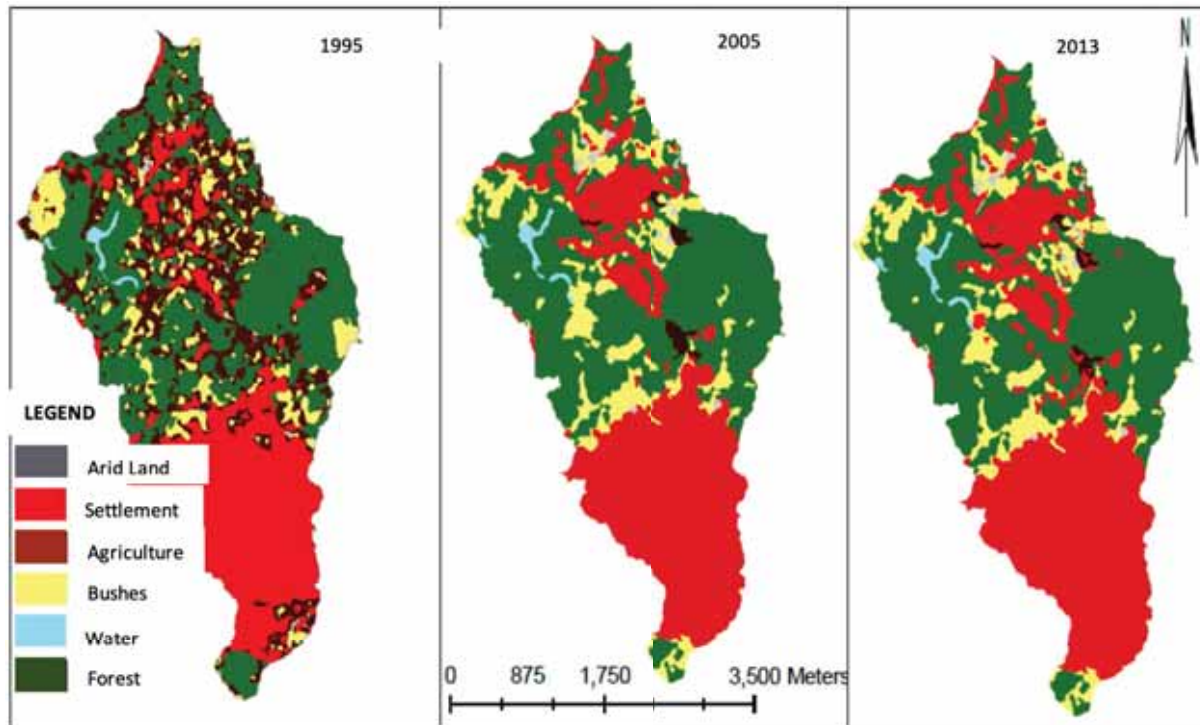 1995
2005
2013
N
LEGEND
Arid Land
Settlement
Agriculture
Bushes
Water
Forest
0 875 1,750 3,500 Meters